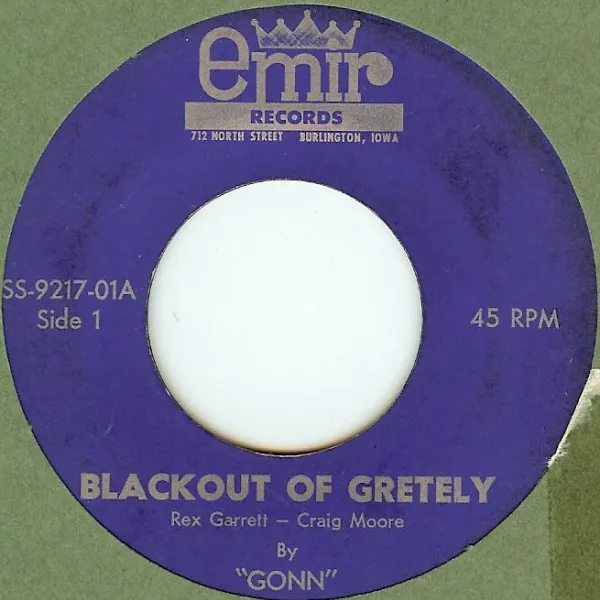 emir
RECORDS
712 NORTH STREET BURLINGTON, IOWA
SS-9217-01A
Side 1
45 RPM
BLACKOUT OF GRETELY
Rex Garrett – Craig Moore
By
"GONN"